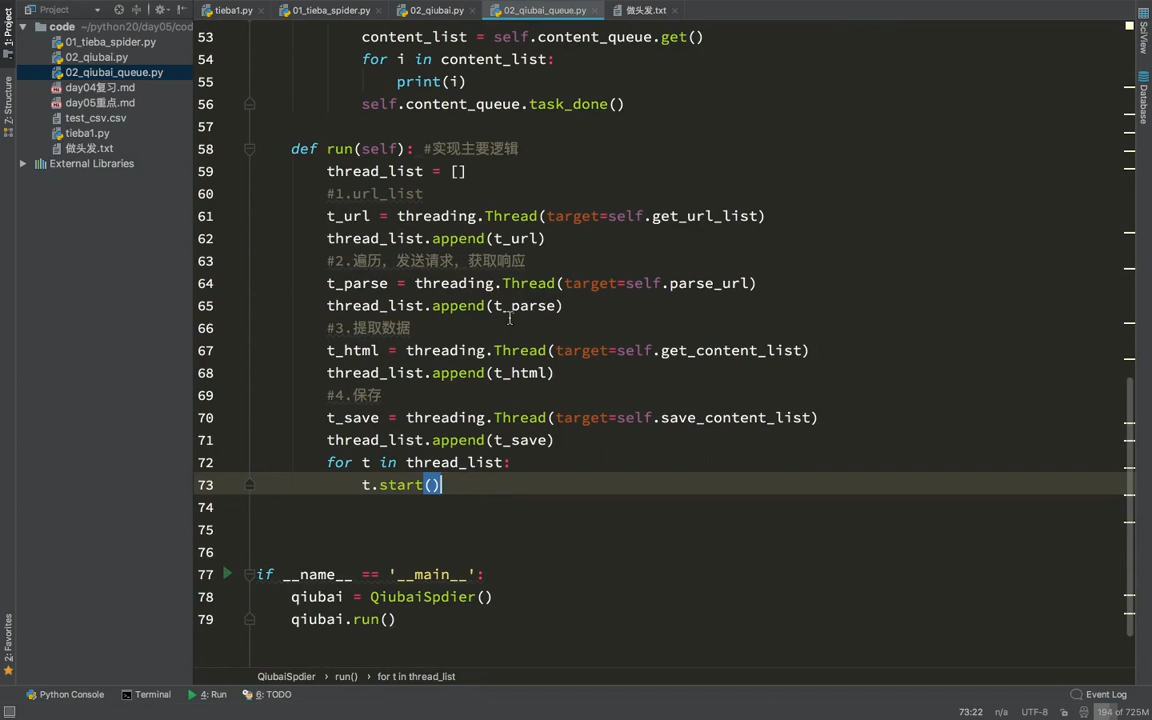 Project
tieba1.py
01_tieba_spider.py
02_qiubai.py
02_qiubai_queue.py
做头发.txt
1: Project
Z: Structure
2: Favorites
SciView
Database
code ~/python20/day05/cod
01_tieba_spider.py
02_qiubai.py
02_qiubai_queue.py
day04复习.md
day05重点.md
test_csv.csv
tieba1.py
做头发.txt
External Libraries
53 content_list = self.content_queue.get()
54 for i in content_list:
55 print(i)
56 self.content_queue.task_done()
57
58 def run(self): #实现主要逻辑
59 thread_list = []
60 #1.url_list
61 t_url = threading.Thread(target=self.get_url_list)
62 thread_list.append(t_url)
63 #2.遍历，发送请求，获取响应
64 t_parse = threading.Thread(target=self.parse_url)
65 thread_list.append(t_parse)
66 #3.提取数据
67 t_html = threading.Thread(target=self.get_content_list)
68 thread_list.append(t_html)
69 #4.保存
70 t_save = threading.Thread(target=self.save_content_list)
71 thread_list.append(t_save)
72 for t in thread_list:
73 t.start()
74
75
76
77 if __name__ == '__main__':
78 qiubai = QiubaiSpdier()
79 qiubai.run()
QiubaiSpdier › run() › for t in thread_list
Python Console Terminal 4: Run 6: TODO Event Log
73:22 n/a UTF-8 194 of 725M